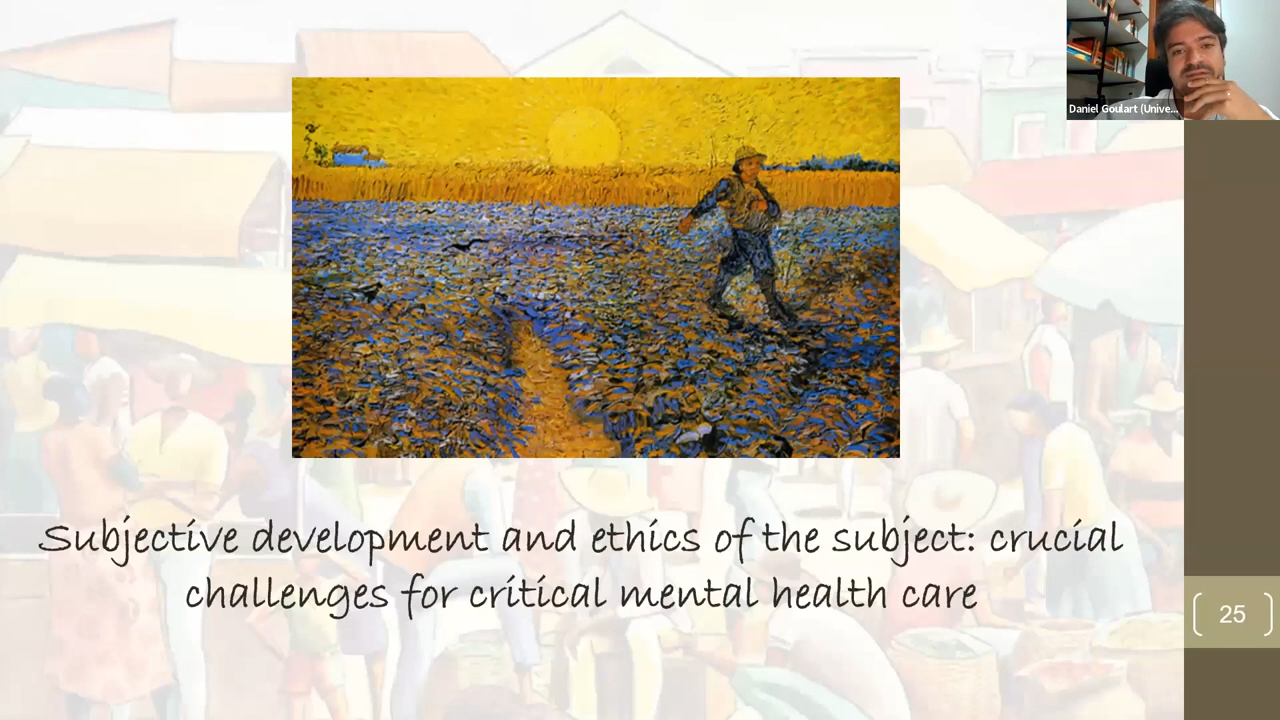 Daniel Goulart (Unive...
Subjective development and ethics of the subject: crucial
challenges for critical mental health care
25